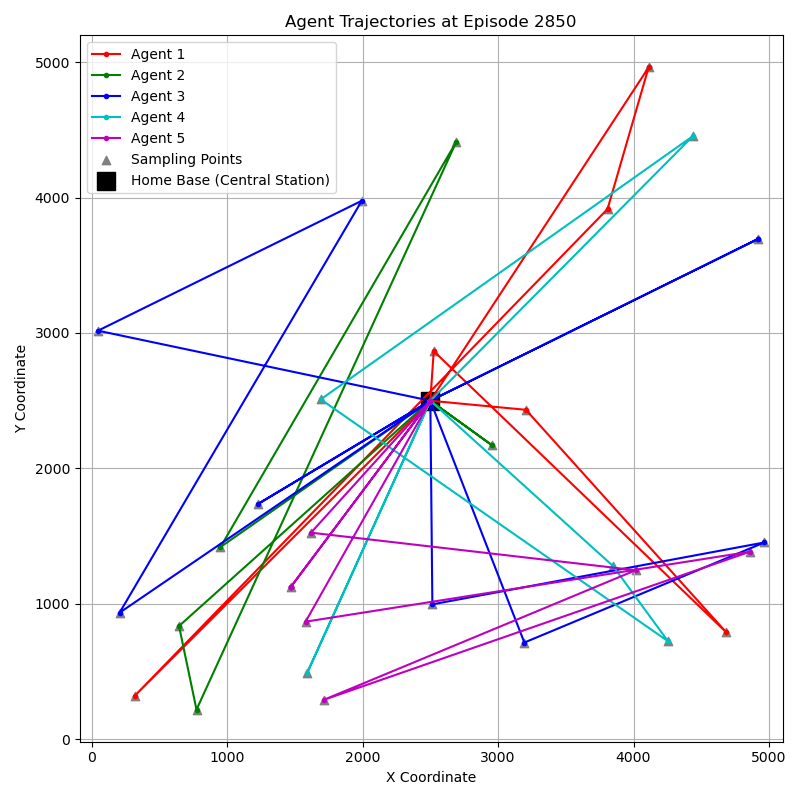 Agent Trajectories at Episode 2850
Agent 1
Agent 2
Agent 3
Agent 4
Agent 5
Sampling Points
Home Base (Central Station)
Y Coordinate
5000
4000
3000
2000
1000
0
0 1000 2000 3000 4000 5000
X Coordinate